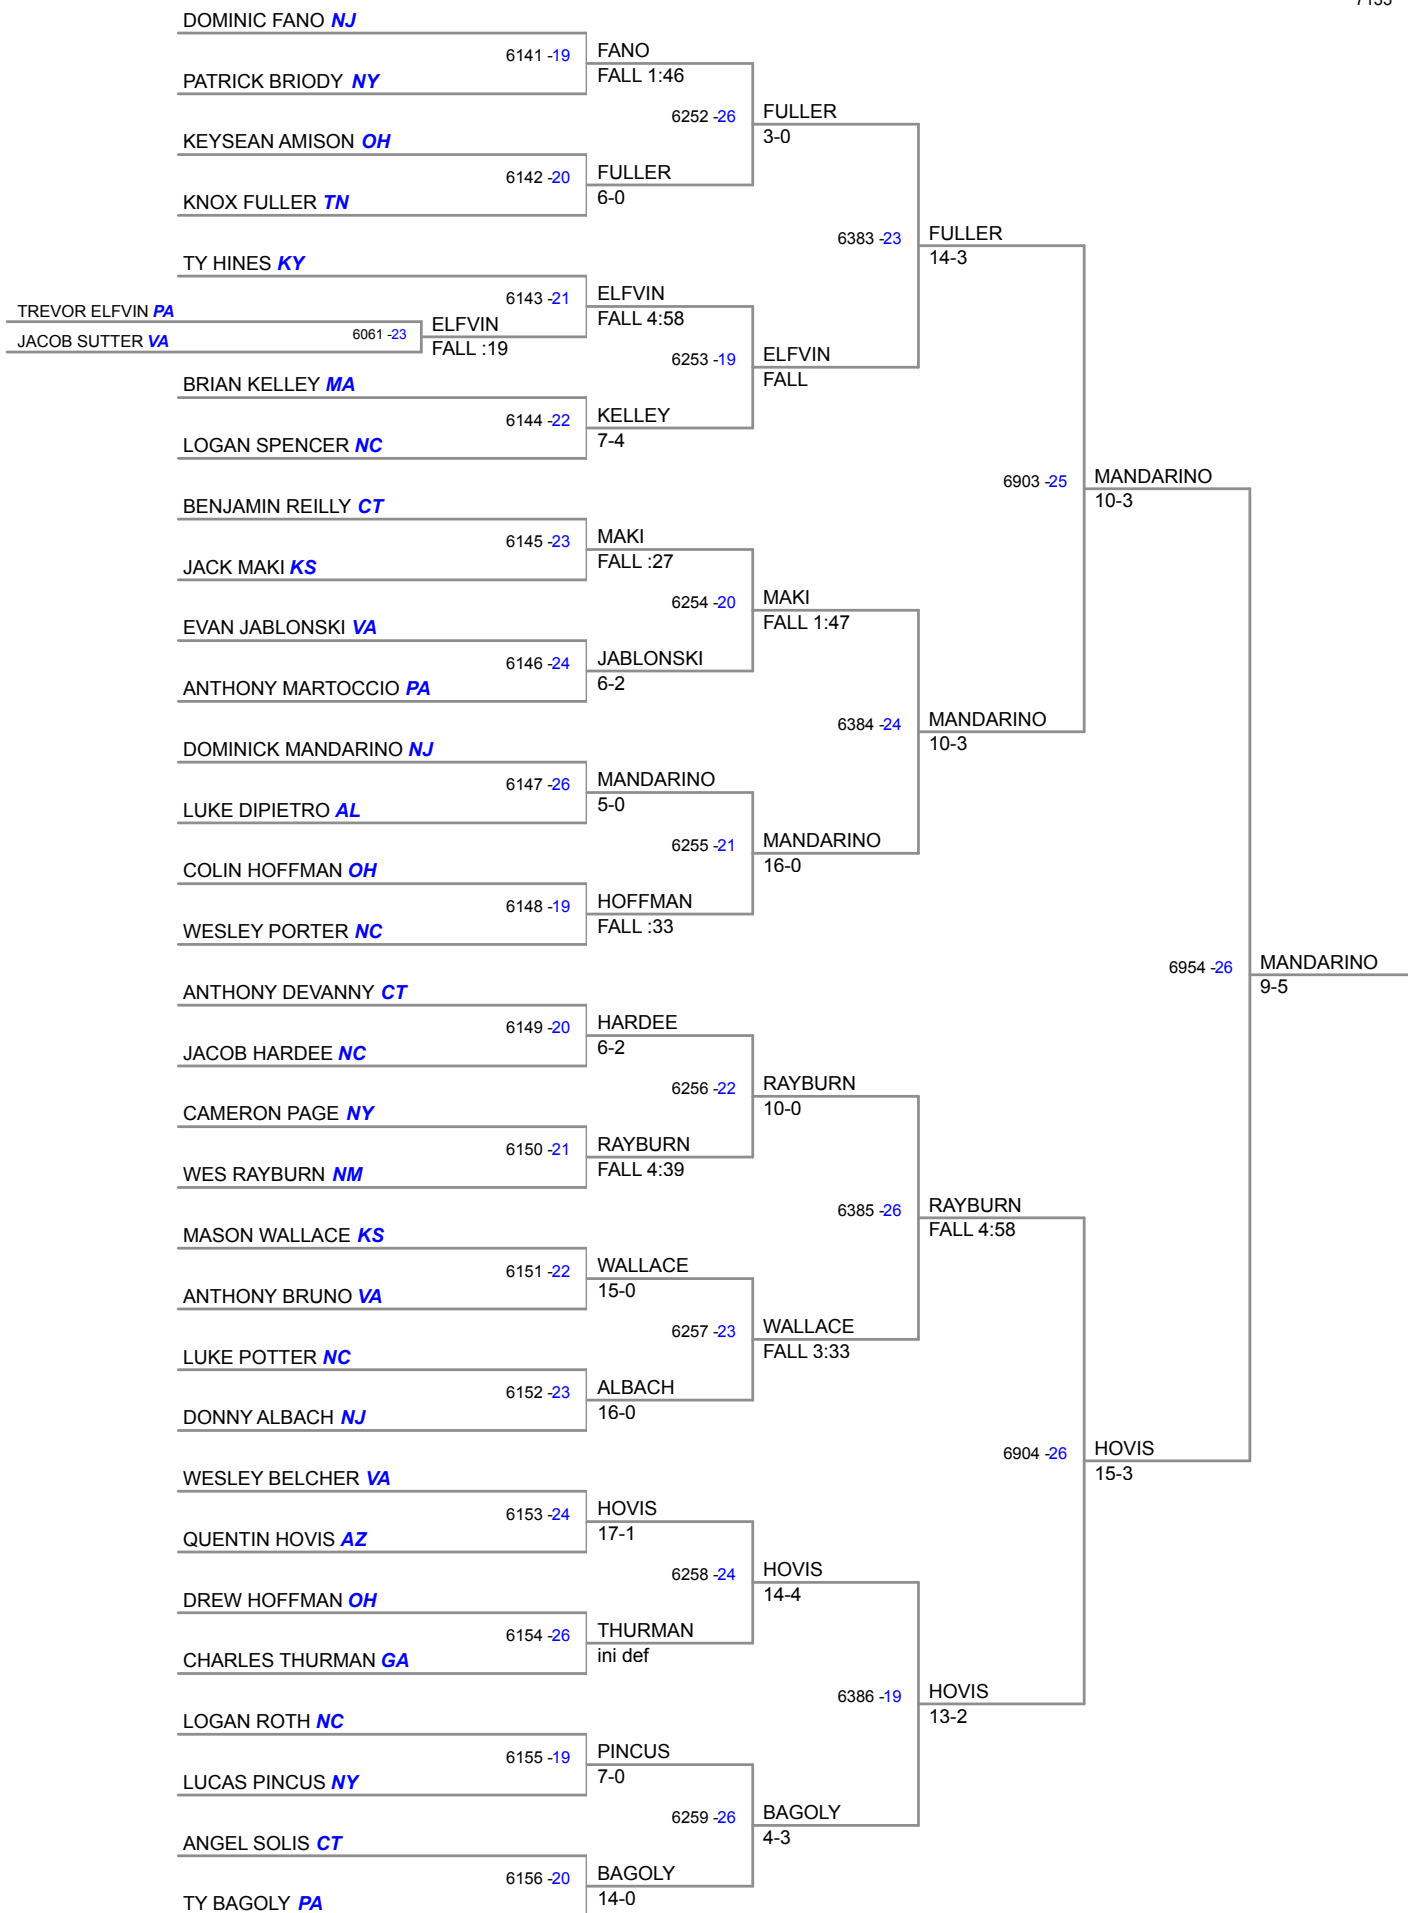 DOMINIC FANO NJ
6141 -19
FANO
FALL 1:46
PATRICK BRIODY NY
6252 -26
FULLER
3-0
KEYSEAN AMISON OH
6142 -20
FULLER
6-0
KNOX FULLER TN
6383 -23
FULLER
14-3
TY HINES KY
6143 -21
ELFVIN
FALL 4:58
TREVOR ELFVIN PA
6061 -23
ELFVIN
FALL :19
JACOB SUTTER VA
6253 -19
ELFVIN
FALL
BRIAN KELLEY MA
6144 -22
KELLEY
7-4
LOGAN SPENCER NC
6903 -25
MANDARINO
10-3
BENJAMIN REILLY CT
6145 -23
MAKI
FALL :27
JACK MAKI KS
6254 -20
MAKI
FALL 1:47
EVAN JABLONSKI VA
6146 -24
JABLONSKI
6-2
ANTHONY MARTOCCIO PA
6384 -24
MANDARINO
10-3
DOMINICK MANDARINO NJ
6147 -26
MANDARINO
5-0
LUKE DIPIETRO AL
6255 -21
MANDARINO
16-0
COLIN HOFFMAN OH
6148 -19
HOFFMAN
FALL :33
WESLEY PORTER NC
6954 -26
MANDARINO
9-5
ANTHONY DEVANNY CT
6149 -20
HARDEE
6-2
JACOB HARDEE NC
6256 -22
RAYBURN
10-0
CAMERON PAGE NY
6150 -21
RAYBURN
FALL 4:39
WES RAYBURN NM
6385 -26
RAYBURN
FALL 4:58
MASON WALLACE KS
6151 -22
WALLACE
15-0
ANTHONY BRUNO VA
6257 -23
WALLACE
FALL 3:33
LUKE POTTER NC
6152 -23
ALBACH
16-0
DONNY ALBACH NJ
6904 -26
HOVIS
15-3
WESLEY BELCHER VA
6153 -24
HOVIS
17-1
QUENTIN HOVIS AZ
6258 -24
HOVIS
14-4
DREW HOFFMAN OH
6154 -26
THURMAN
ini def
CHARLES THURMAN GA
6386 -19
HOVIS
13-2
LOGAN ROTH NC
6155 -19
PINCUS
7-0
LUCAS PINCUS NY
6259 -26
BAGOLY
4-3
ANGEL SOLIS CT
6156 -20
BAGOLY
14-0
TY BAGOLY PA